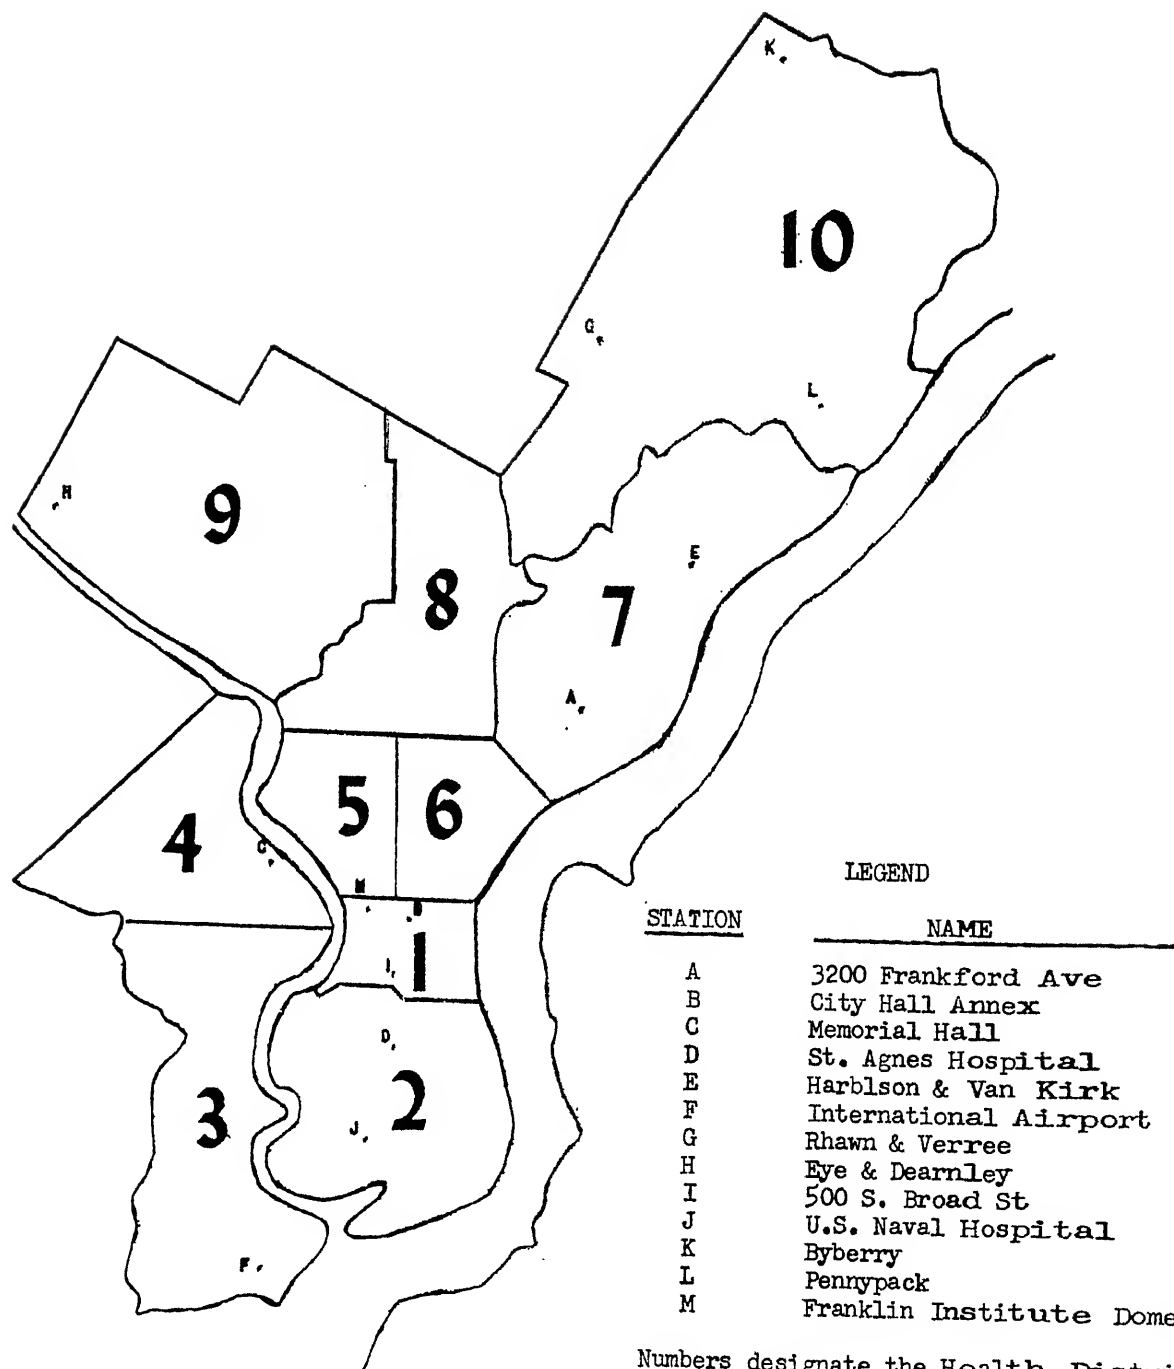 K
10
G
L
H
9
8
E
7
A
5
6
4
C
M
B
1
I
D
3
2
J
F
LEGEND
STATION NAME
A 3200 Frankford Ave
B City Hall Annex
C Memorial Hall
D St. Agnes Hospital
E Harblson & Van Kirk
F International Airport
G Rhawn & Verree
H Eye & Dearnley
I 500 S. Broad St
J U.S. Naval Hospital
K Byberry
L Pennypack
M Franklin Institute Dome
Numbers designate the Health